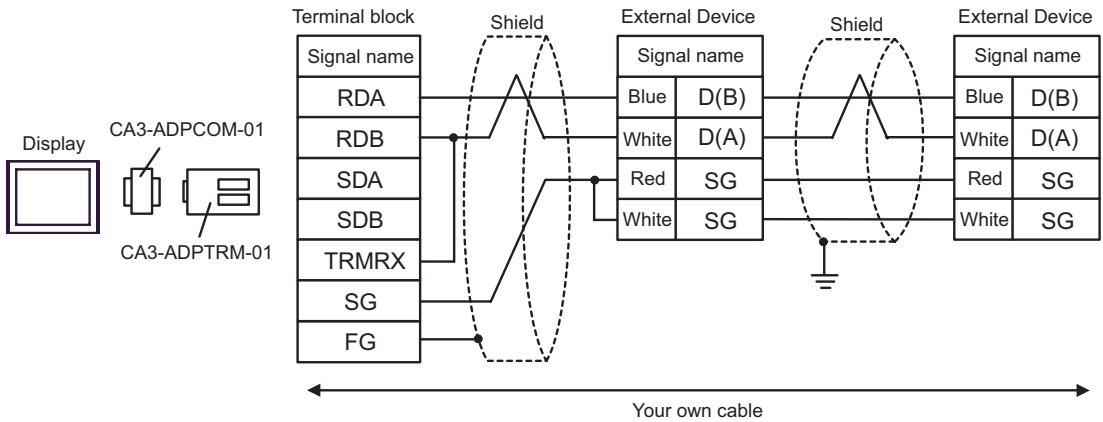 Terminal block
Shield
External Device
Shield
External Device
Signal name
Signal name
Signal name
RDA
Blue
D(B)
Blue
D(B)
Display
CA3-ADPCOM-01
RDB
White
D(A)
White
D(A)
SDA
Red
SG
Red
SG
SDB
White
SG
White
SG
CA3-ADPTRM-01
TRMRX
SG
FG
Your own cable